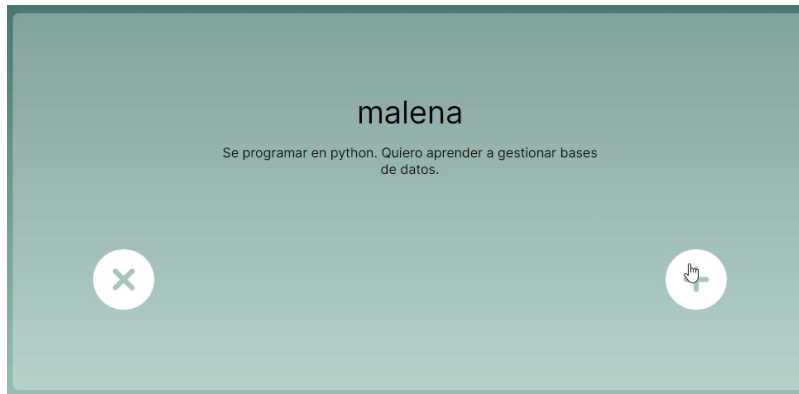 malena
Se programar en python. Quiero aprender a gestionar bases
de datos.